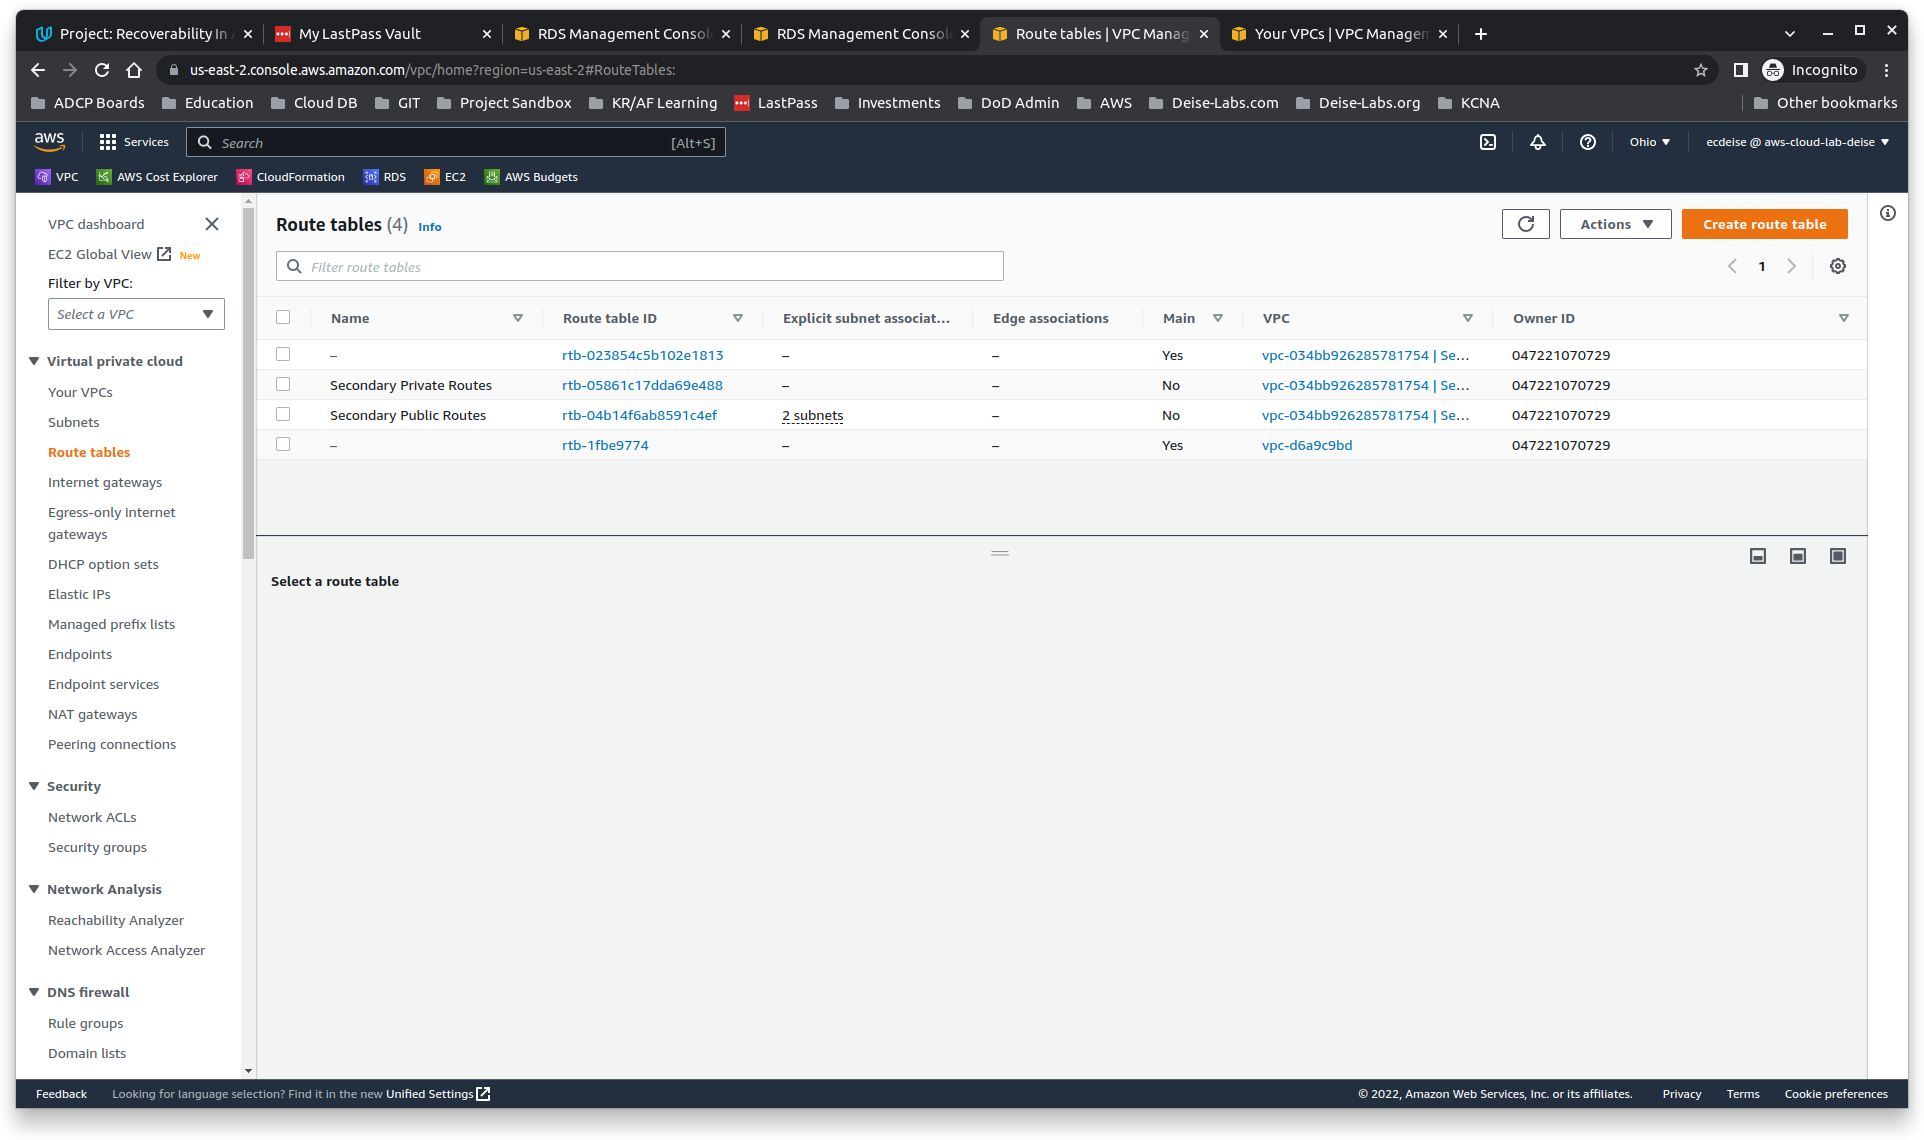 Project: Recoverability In A
My LastPass Vault
RDS Management Consol
RDS Management Consol
Route tables | VPC Manag
Your VPCs | VPC Managem
us-east-2.console.aws.amazon.com/vpc/home?region=us-east-2#RouteTables:
Incognito
ADCP Boards
Education
Cloud DB
GIT
Project Sandbox
KR/AF Learning
LastPass
Investments
DoD Admin
AWS
Deise-Labs.com
Deise-Labs.org
KCNA
Other bookmarks
aws
Services
Search
[Alt+S]
Ohio
ecdeise @ aws-cloud-lab-deise
VPC
AWS Cost Explorer
CloudFormation
RDS
EC2
AWS Budgets
VPC dashboard
EC2 Global View New
Filter by VPC:
Select a VPC
Virtual private cloud
Your VPCs
Subnets
Route tables
Internet gateways
Egress-only internet
gateways
DHCP option sets
Elastic IPs
Managed prefix lists
Endpoints
Endpoint services
NAT gateways
Peering connections
Security
Network ACLs
Security groups
Network Analysis
Reachability Analyzer
Network Access Analyzer
DNS firewall
Rule groups
Domain lists
Route tables (4) Info
Actions
Create route table
Filter route tables
1
Name Route table ID Explicit subnet associat... Edge associations Main VPC Owner ID
– rtb-023854c5b102e1813 – – Yes vpc-034bb926285781754 | Se... 047221070729
Secondary Private Routes rtb-05861c17dda69e488 – – No vpc-034bb926285781754 | Se... 047221070729
Secondary Public Routes rtb-04b14f6ab8591c4ef 2 subnets – No vpc-034bb926285781754 | Se... 047221070729
– rtb-1fbe9774 – – Yes vpc-d6a9c9bd 047221070729
Select a route table
Feedback
Looking for language selection? Find it in the new Unified Settings
© 2022, Amazon Web Services, Inc. or its affiliates.
Privacy
Terms
Cookie preferences